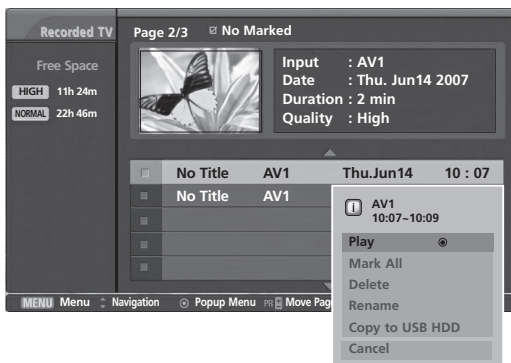 Recorded TV
Page 2/3 No Marked
Free Space
HIGH 11h 24m
NORMAL 22h 46m
Input : AV1
Date : Thu. Jun14 2007
Duration : 2 min
Quality : High
No Title AV1 Thu.Jun14 10 : 07
No Title AV1
AV1
10:07~10:09
Play
Mark All
Delete
Rename
Copy to USB HDD
Cancel
MENU Menu Navigation Popup Menu PR Move Pag